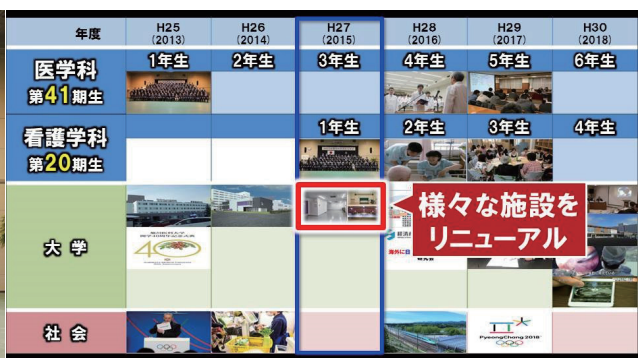 年度 H25 H26 H27 H28 H29 H30
(2013) (2014) (2015) (2016) (2017) (2018)
医学科 1年生 2年生 3年生 4年生 5年生 6年生
第41期生
看護学科 1年生 2年生 3年生 4年生
第20期生
大学
様々な施設を
リニューアル
40
社会
PyeongChang 2018